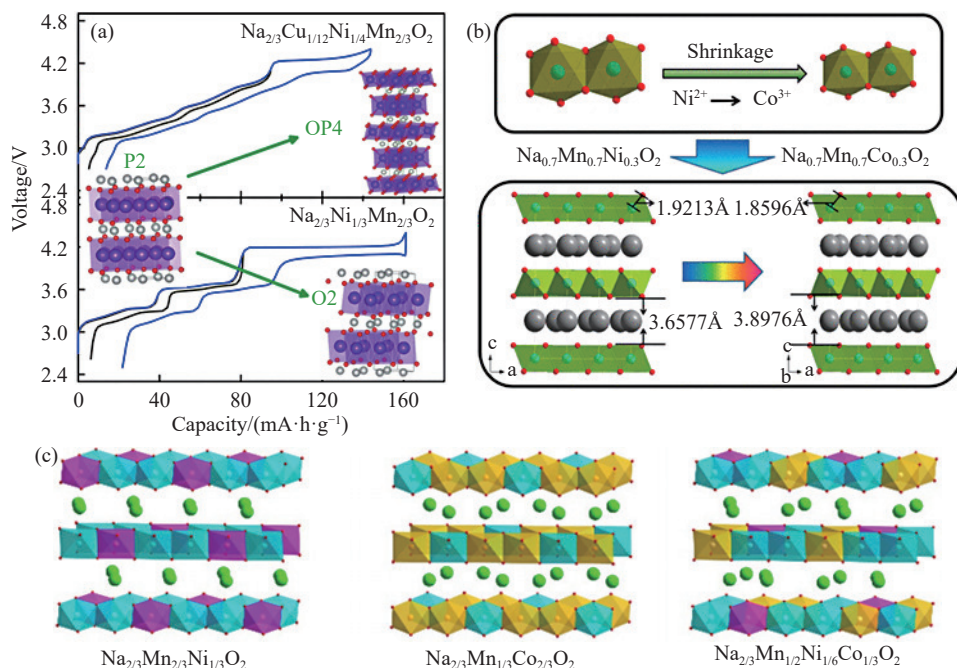 (a)
Na2/3Cu1/12Ni1/4Mn2/3O2
4.8
4.2
3.6
3.0
2.4
P2
OP4
Voltage/V
Na2/3Ni1/3Mn2/3O2
4.8
4.2
3.6
3.0
2.4
O2
0 40 80 120 160
Capacity/(mA·h·g⁻¹)
(b)
Shrinkage
Ni²⁺ Co³⁺
Na0.7Mn0.7Ni0.3O2 Na0.7Mn0.7Co0.3O2
1.9213Å 1.8596Å
3.6577Å 3.8976Å
c
a
c
b
a
(c)
Na2/3Mn2/3Ni1/3O2 Na2/3Mn1/3Co2/3O2 Na2/3Mn1/2Ni1/6Co1/3O2